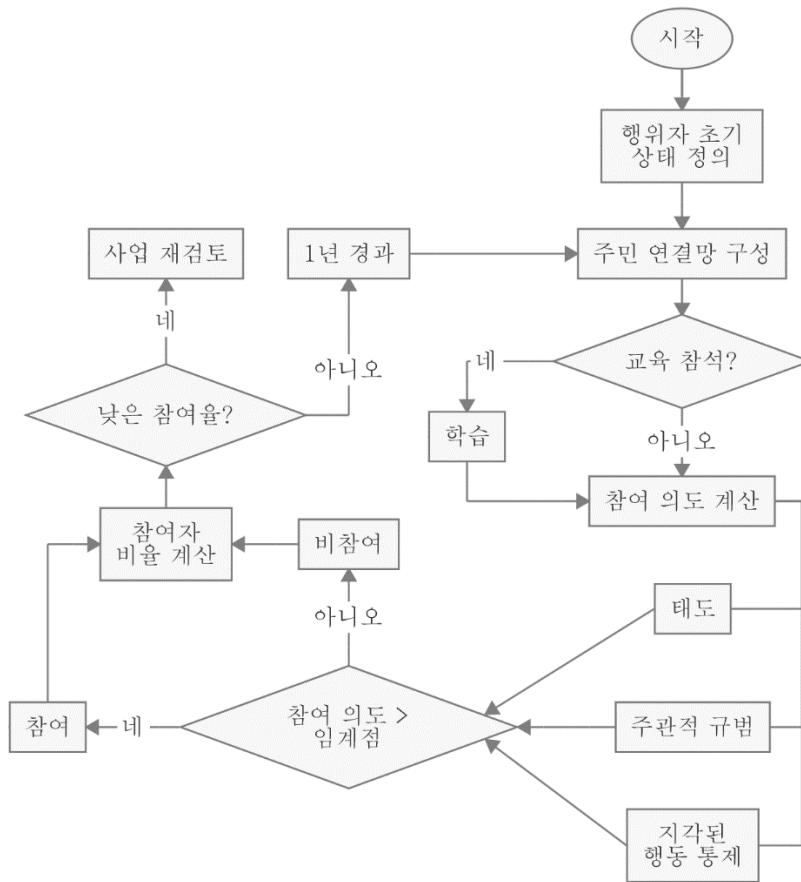 시작
행위자 초기
상태 정의
사업 재검토
1년 경과
주민 연결망 구성
네
아니오
네
교육 참석?
낮은 참여율?
학습
아니오
참여 의도 계산
참여자
비율 계산
비참여
아니오
태도
참여
네
참여 의도 >
임계점
주관적 규범
지각된
행동 통제